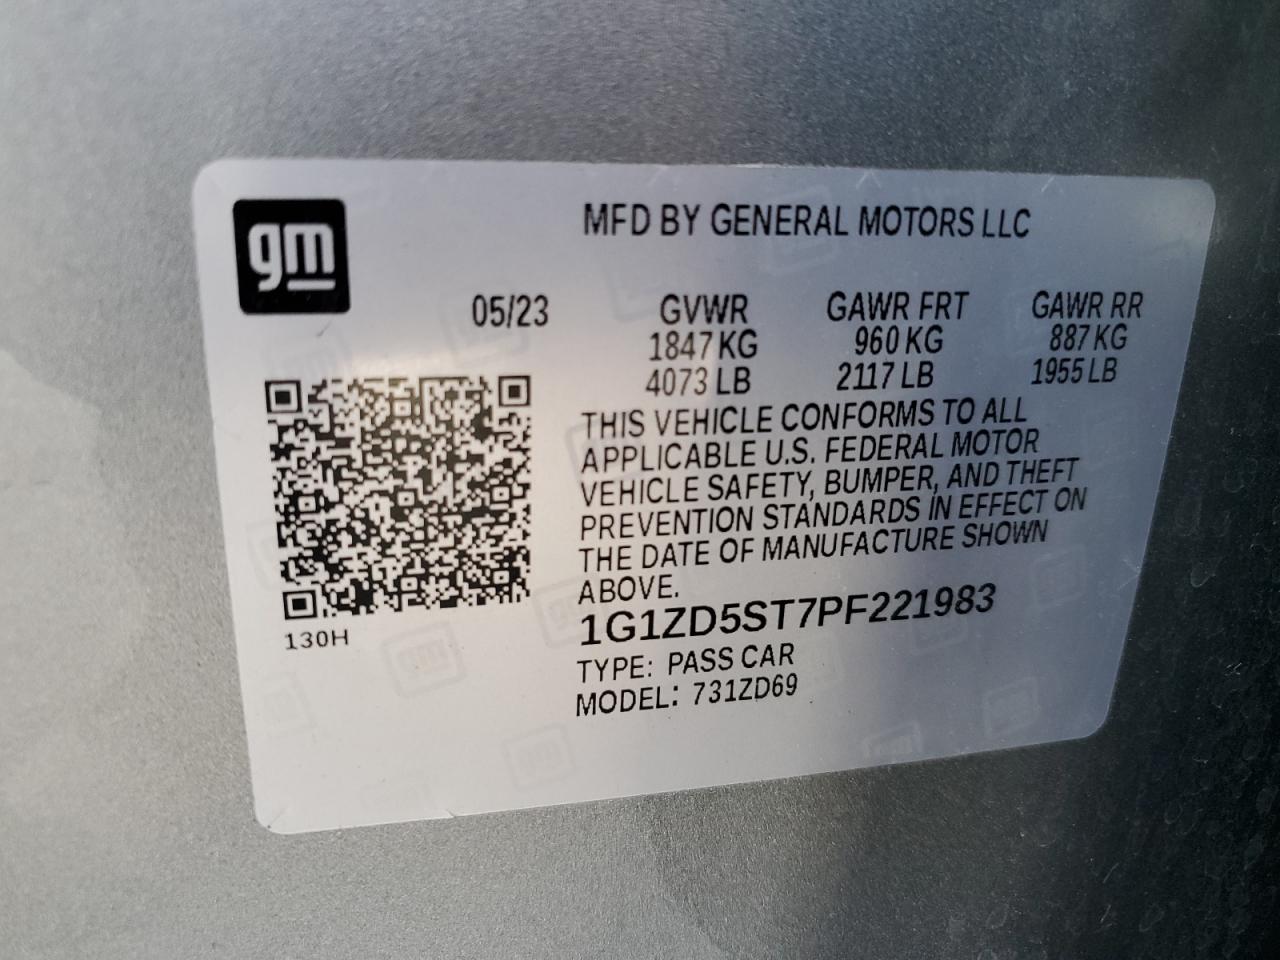 gm
MFD BY GENERAL MOTORS LLC
05/23 GVWR GAWR FRT GAWR RR
1847 KG 960 KG 887 KG
4073 LB 2117 LB 1955 LB
THIS VEHICLE CONFORMS TO ALL
APPLICABLE U.S. FEDERAL MOTOR
VEHICLE SAFETY, BUMPER, AND THEFT
PREVENTION STANDARDS IN EFFECT ON
THE DATE OF MANUFACTURE SHOWN
ABOVE.
1G1ZD5ST7PF221983
130H
TYPE: PASS CAR
MODEL: 731ZD69